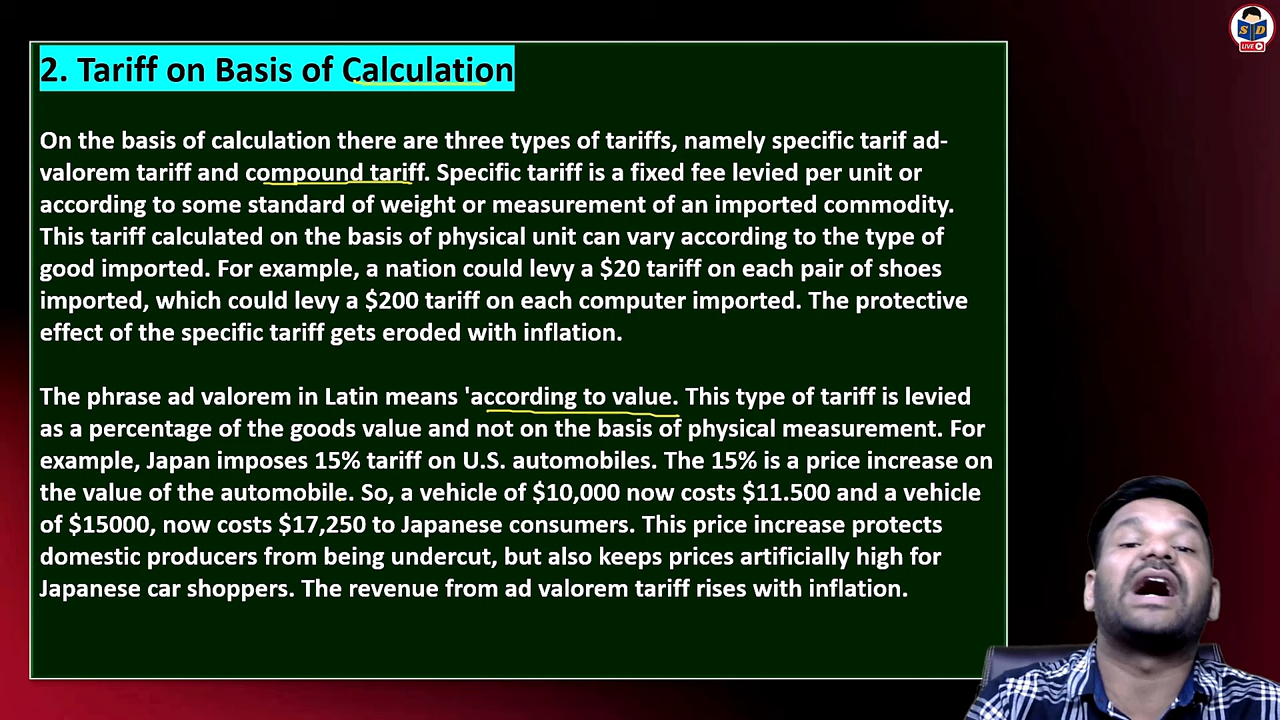 2. Tariff on Basis of Calculation
On the basis of calculation there are three types of tariffs, namely specific tarif ad-
valorem tariff and compound tariff. Specific tariff is a fixed fee levied per unit or
according to some standard of weight or measurement of an imported commodity.
This tariff calculated on the basis of physical unit can vary according to the type of
good imported. For example, a nation could levy a $20 tariff on each pair of shoes
imported, which could levy a $200 tariff on each computer imported. The protective
effect of the specific tariff gets eroded with inflation.
The phrase ad valorem in Latin means 'according to value. This type of tariff is levied
as a percentage of the goods value and not on the basis of physical measurement. For
example, Japan imposes 15% tariff on U.S. automobiles. The 15% is a price increase on
the value of the automobile. So, a vehicle of $10,000 now costs $11.500 and a vehicle
of $15000, now costs $17,250 to Japanese consumers. This price increase protects
domestic producers from being undercut, but also keeps prices artificially high for
Japanese car shoppers. The revenue from ad valorem tariff rises with inflation.
S D
LIVE